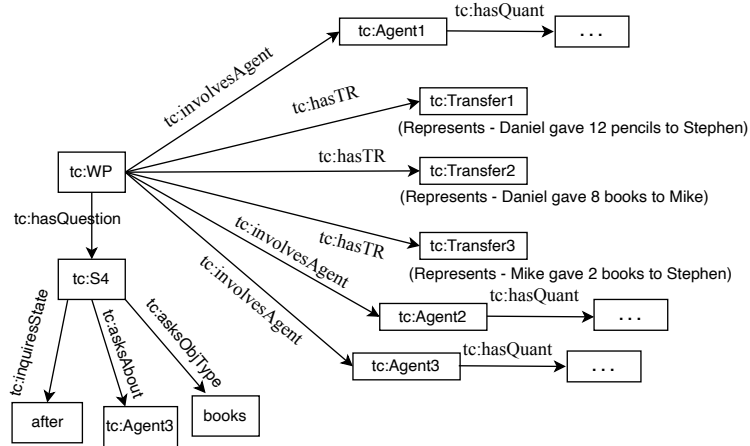 tc:hasQuant
tc:Agent1
...
tc:involvesAgent
tc:hasTR
tc:Transfer1
(Represents - Daniel gave 12 pencils to Stephen)
tc:WP
tc:hasTR
tc:Transfer2
(Represents - Daniel gave 8 books to Mike)
tc:hasQuestion
tc:hasTR
tc:Transfer3
(Represents - Mike gave 2 books to Stephen)
tc:involvesAgent
tc:involvesAgent
tc:S4
tc:hasQuant
tc:Agent2
...
tc:inquiresState
tc:asksAbout
tc:asksObjType
tc:hasQuant
tc:Agent3
...
after
tc:Agent3
books